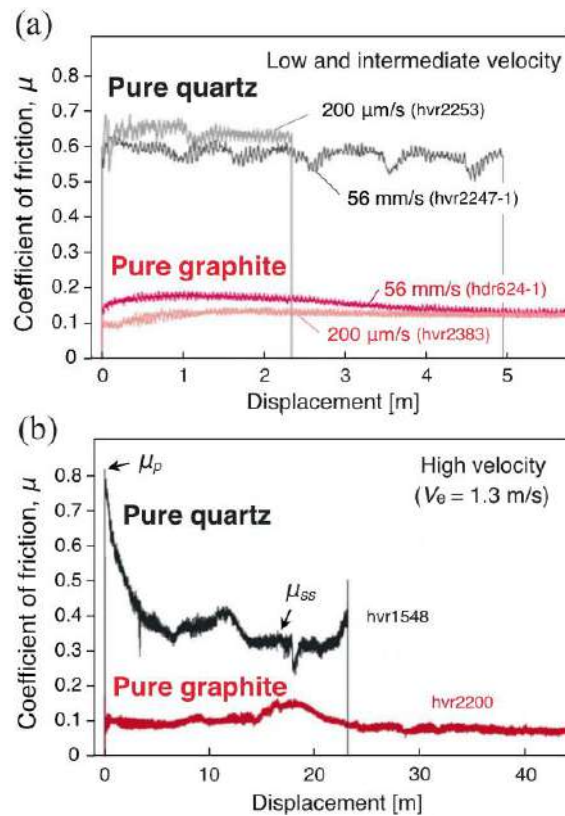 (a)
Low and intermediate velocity
Pure quartz
200 μm/s (hvr2253)
56 mm/s (hvr2247-1)
Pure graphite
56 mm/s (hdr624-1)
200 μm/s (hvr2383)
Coefficient of friction, μ
0.8
0.7
0.6
0.5
0.4
0.3
0.2
0.1
0
0 1 2 3 4 5
Displacement [m]
(b)
μp
High velocity
(Ve = 1.3 m/s)
Pure quartz
μss
hvr1548
Pure graphite
hvr2200
Coefficient of friction, μ
0.8
0.7
0.6
0.5
0.4
0.3
0.2
0.1
0
0 10 20 30 40
Displacement [m]